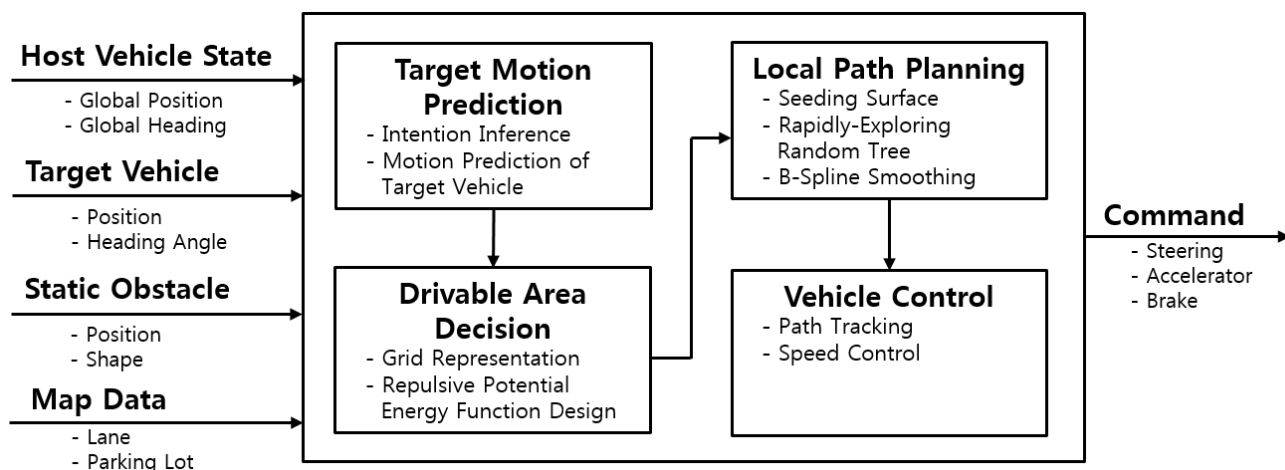 Host Vehicle State
- Global Position
- Global Heading
Target Vehicle
- Position
- Heading Angle
Static Obstacle
- Position
- Shape
Map Data
- Lane
- Parking Lot
Target Motion
Prediction
- Intention Inference
- Motion Prediction of
Target Vehicle
Drivable Area
Decision
- Grid Representation
- Repulsive Potential
Energy Function Design
Local Path Planning
- Seeding Surface
- Rapidly-Exploring
Random Tree
- B-Spline Smoothing
Vehicle Control
- Path Tracking
- Speed Control
Command
- Steering
- Accelerator
- Brake